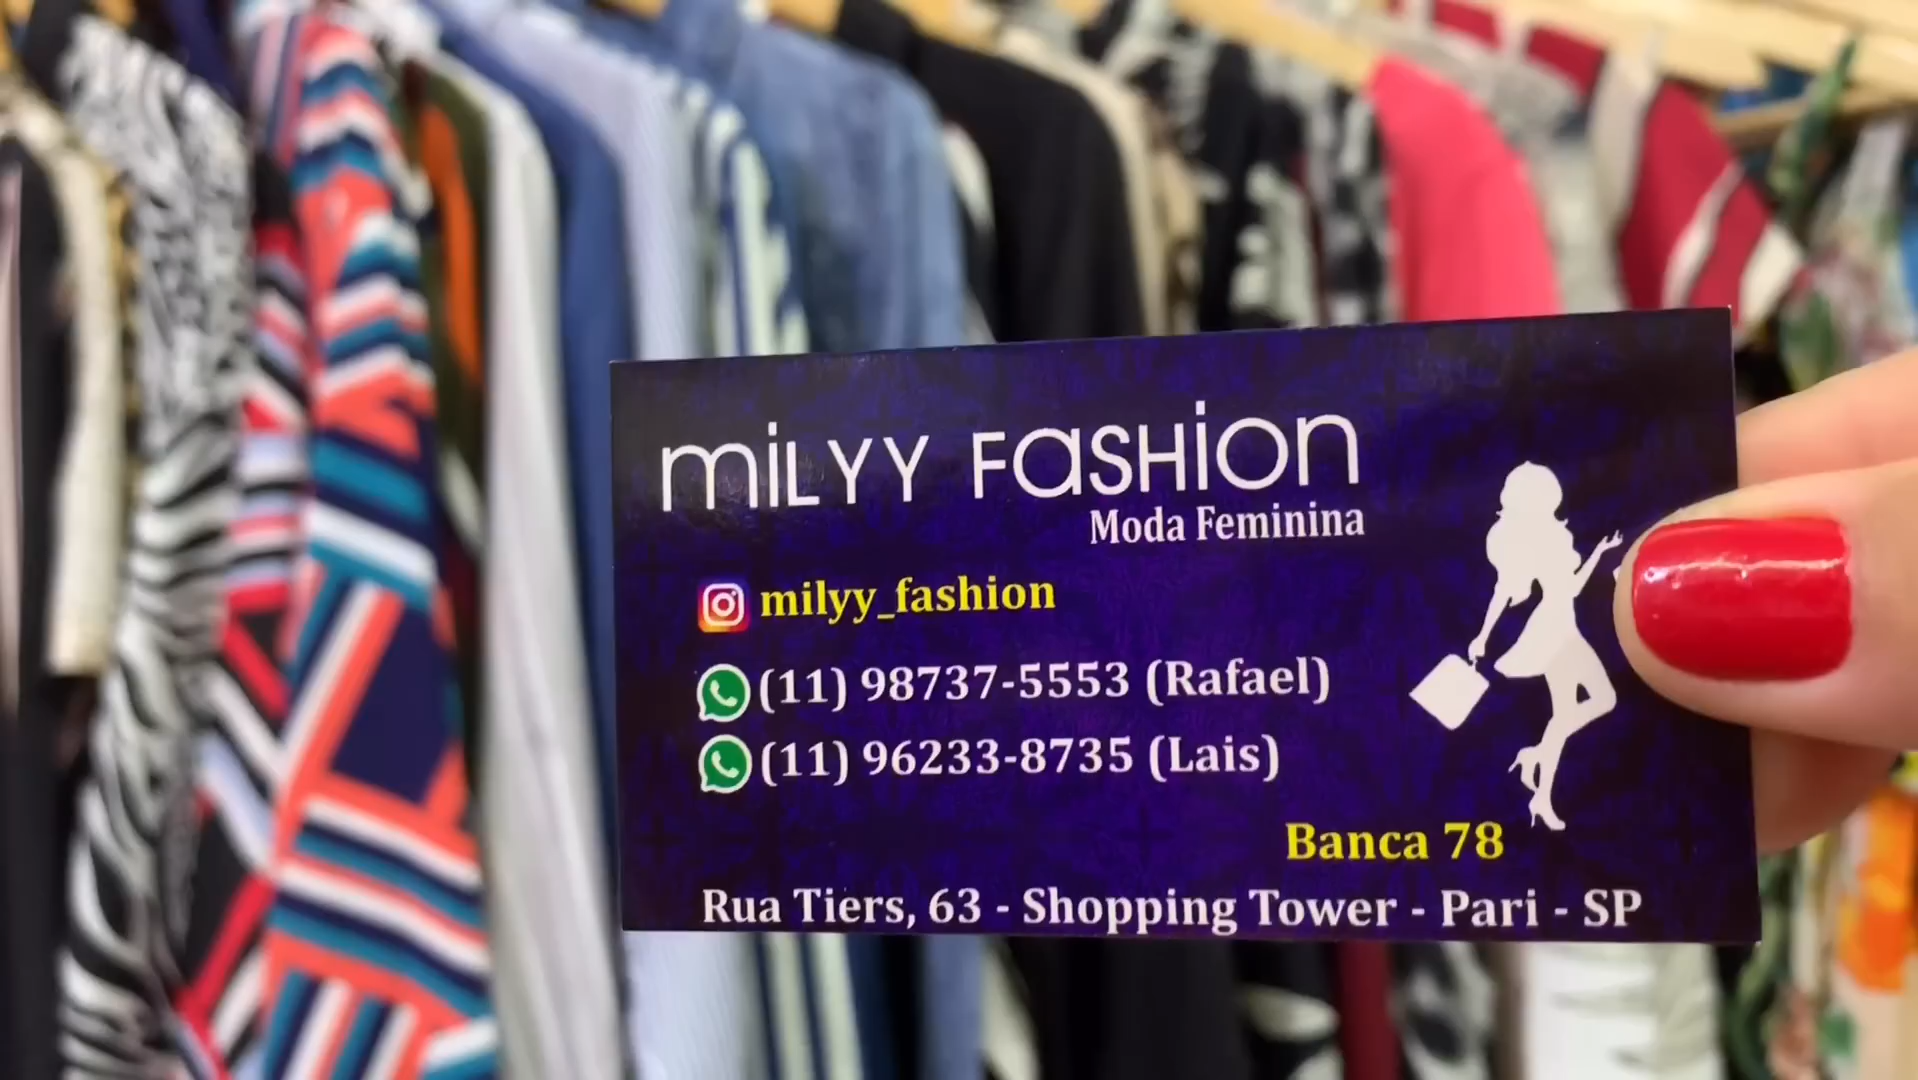 miLYY FasHion
Moda Feminina
milyy_fashion
(11) 98737-5553 (Rafael)
(11) 96233-8735 (Lais)
Banca 78
Rua Tiers, 63 - Shopping Tower - Pari - SP